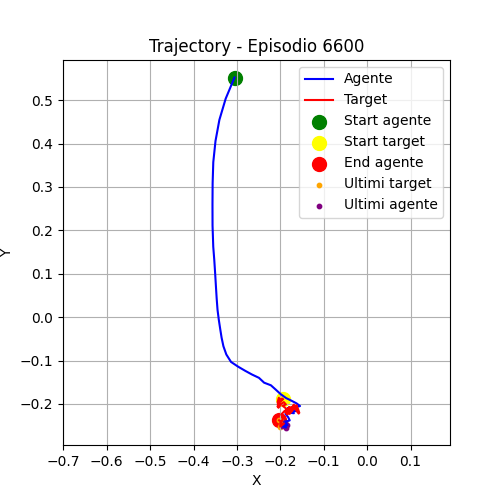 Trajectory - Episodio 6600
Agente
Target
Start agente
Start target
End agente
Ultimi target
Ultimi agente
0.5
0.4
0.3
0.2
0.1
0.0
−0.1
−0.2
Y
−0.7 −0.6 −0.5 −0.4 −0.3 −0.2 −0.1 0.0 0.1
X